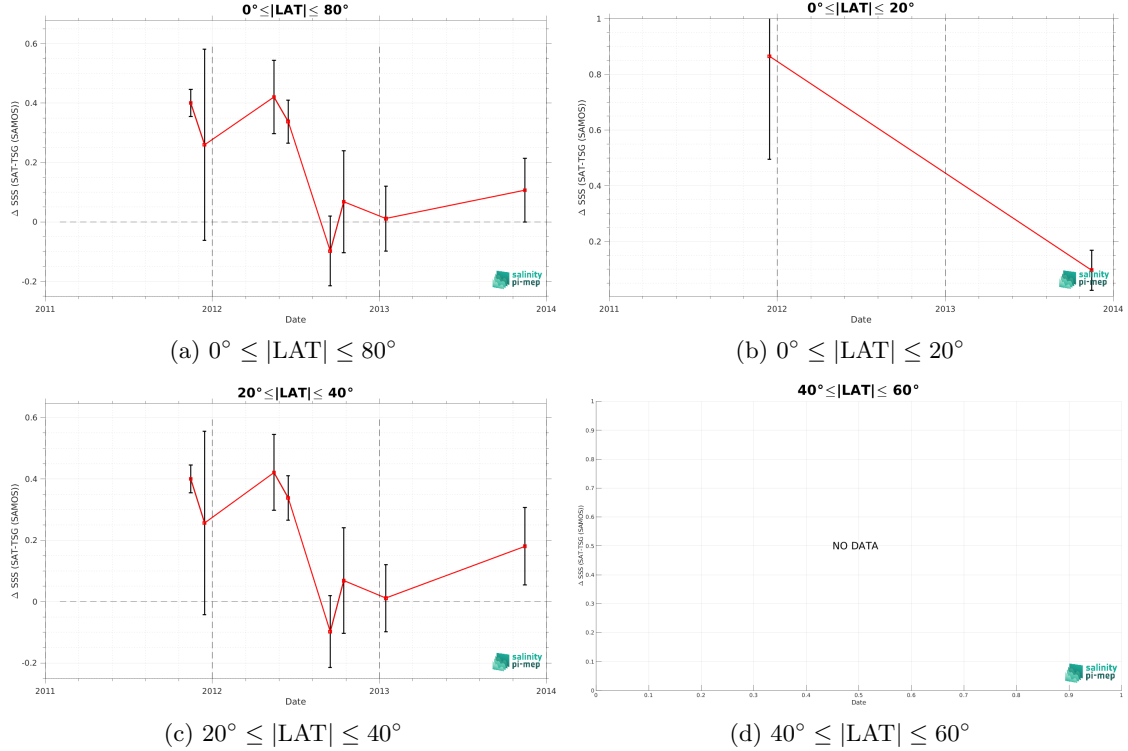 0°≤|LAT|≤ 80°
Δ SSS (SAT-TSG (SAMOS))
0.6
0.4
0.2
0
-0.2
2011
2012
2013
2014
Date
salinity
pi-mep
(a) 0° ≤ |LAT| ≤ 80°
0°≤|LAT|≤ 20°
Δ SSS (SAT-TSG (SAMOS))
1
0.8
0.6
0.4
0.2
2011
2012
2013
2014
Date
salinity
pi-mep
(b) 0° ≤ |LAT| ≤ 20°
20°≤|LAT|≤ 40°
Δ SSS (SAT-TSG (SAMOS))
0.6
0.4
0.2
0
-0.2
2011
2012
2013
2014
Date
salinity
pi-mep
(c) 20° ≤ |LAT| ≤ 40°
40°≤|LAT|≤ 60°
Δ SSS (SAT-TSG (SAMOS))
1
0.9
0.8
0.7
0.6
0.5
0.4
0.3
0.2
0.1
0
NO DATA
0
0.1
0.2
0.3
0.4
0.5
0.6
0.7
0.8
0.9
1
Date
salinity
pi-mep
(d) 40° ≤ |LAT| ≤ 60°